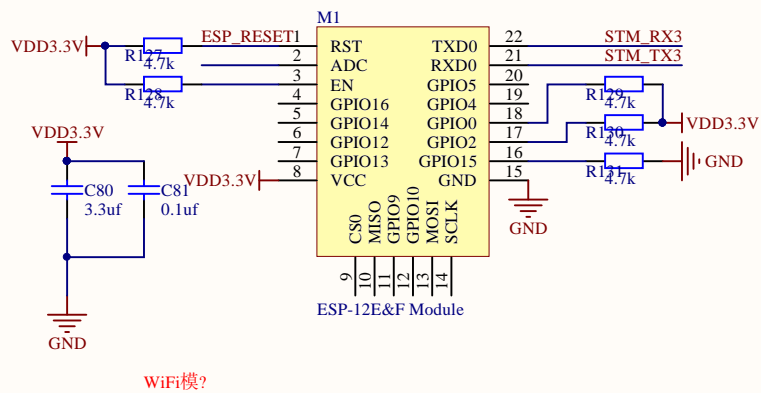 M1
ESP_RESET 1 RST TXD0 22 STM_RX3
VDD3.3V R127 4.7k 2 ADC RXD0 21 STM_TX3
R128 4.7k 3 EN GPIO5 20
4 GPIO16 GPIO4 19 R129 4.7k
5 GPIO14 GPIO0 18
6 GPIO12 GPIO2 17 R130 4.7k VDD3.3V
7 GPIO13 GPIO15 16 R131 4.7k GND
VDD3.3V 8 VCC GND 15
GND
CS0 MISO GPIO9 GPIO10 MOSI SCLK
9 10 11 12 13 14
ESP-12E&F Module
VDD3.3V
C80 C81
3.3uf 0.1uf
GND
WiFi模?